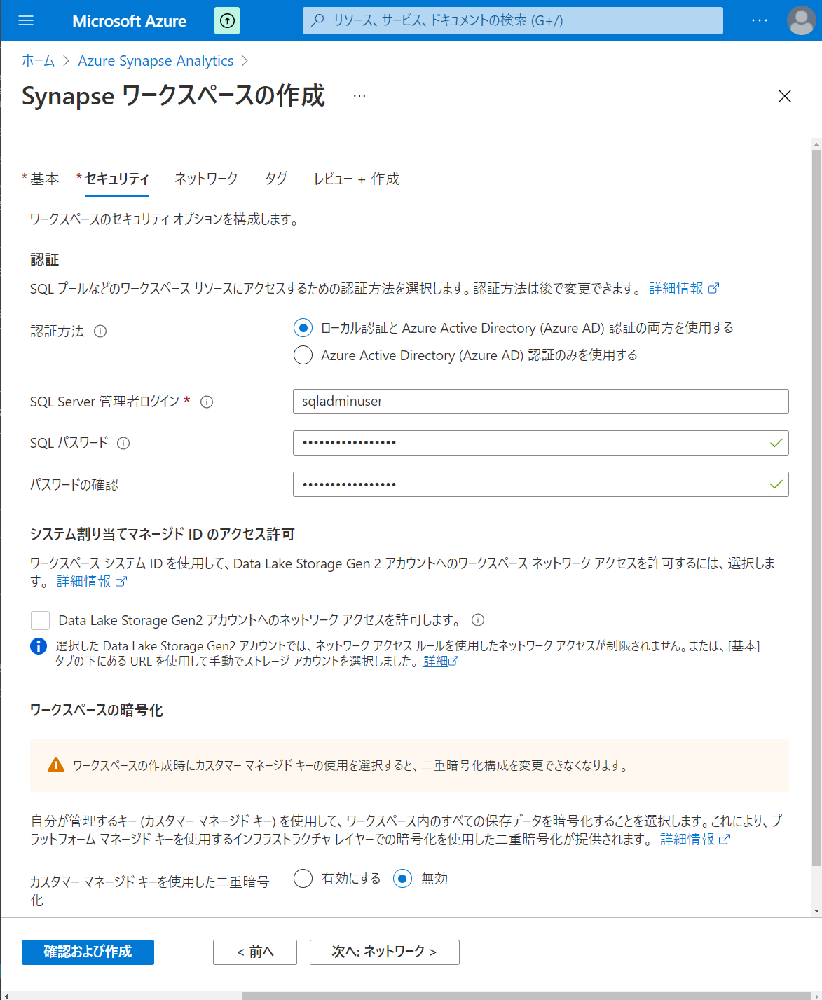 Microsoft Azure
リソース、サービス、ドキュメントの検索 (G+/)
…
ホーム > Azure Synapse Analytics >
Synapse ワークスペースの作成 …
* 基本 * セキュリティ ネットワーク タグ レビュー + 作成
ワークスペースのセキュリティ オプションを構成します。
認証
SQL プールなどのワークスペース リソースにアクセスするための認証方法を選択します。認証方法は後で変更できます。 詳細情報
認証方法
ローカル認証と Azure Active Directory (Azure AD) 認証の両方を使用する
Azure Active Directory (Azure AD) 認証のみを使用する
SQL Server 管理者ログイン * sqladminuser
SQL パスワード •••••••••••••••••
パスワードの確認 •••••••••••••••••
システム割り当てマネージド ID のアクセス許可
ワークスペース システム ID を使用して、Data Lake Storage Gen 2 アカウントへのワークスペース ネットワーク アクセスを許可するには、選択しま
す。 詳細情報
Data Lake Storage Gen2 アカウントへのネットワーク アクセスを許可します。
選択した Data Lake Storage Gen2 アカウントでは、ネットワーク アクセス ルールを使用したネットワーク アクセスが制限されません。または、[基本]
タブの下にある URL を使用して手動でストレージ アカウントを選択しました。 詳細
ワークスペースの暗号化
ワークスペースの作成時にカスタマー マネージド キーの使用を選択すると、二重暗号化構成を変更できなくなります。
自分が管理するキー (カスタマー マネージド キー) を使用して、ワークスペース内のすべての保存データを暗号化することを選択します。これにより、プ
ラットフォーム マネージド キーを使用するインフラストラクチャ レイヤーでの暗号化を使用した二重暗号化が提供されます。 詳細情報
カスタマー マネージド キーを使用した二重暗号 有効にする 無効
化
確認および作成 < 前へ 次へ: ネットワーク >